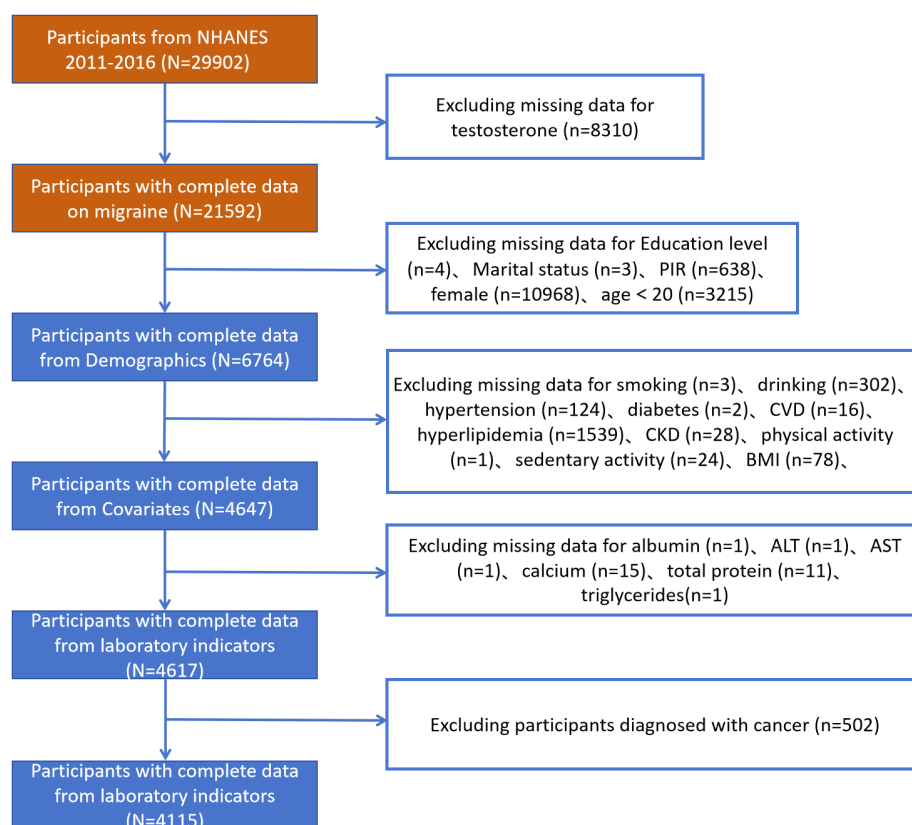 Participants from NHANES
2011-2016 (N=29902)
Excluding missing data for
testosterone (n=8310)
Participants with complete data
on migraine (N=21592)
Excluding missing data for Education level
(n=4)、 Marital status (n=3)、 PIR (n=638)、
female (n=10968)、 age < 20 (n=3215)
Participants with complete data
from Demographics (N=6764)
Excluding missing data for smoking (n=3)、 drinking (n=302)、
hypertension (n=124)、 diabetes (n=2)、 CVD (n=16)、
hyperlipidemia (n=1539)、 CKD (n=28)、 physical activity
(n=1)、 sedentary activity (n=24)、 BMI (n=78)、
Participants with complete data
from Covariates (N=4647)
Excluding missing data for albumin (n=1)、 ALT (n=1)、 AST
(n=1)、 calcium (n=15)、 total protein (n=11)、
triglycerides(n=1)
Participants with complete data
from laboratory indicators
(N=4617)
Excluding participants diagnosed with cancer (n=502)
Participants with complete data
from laboratory indicators
(N=4115)